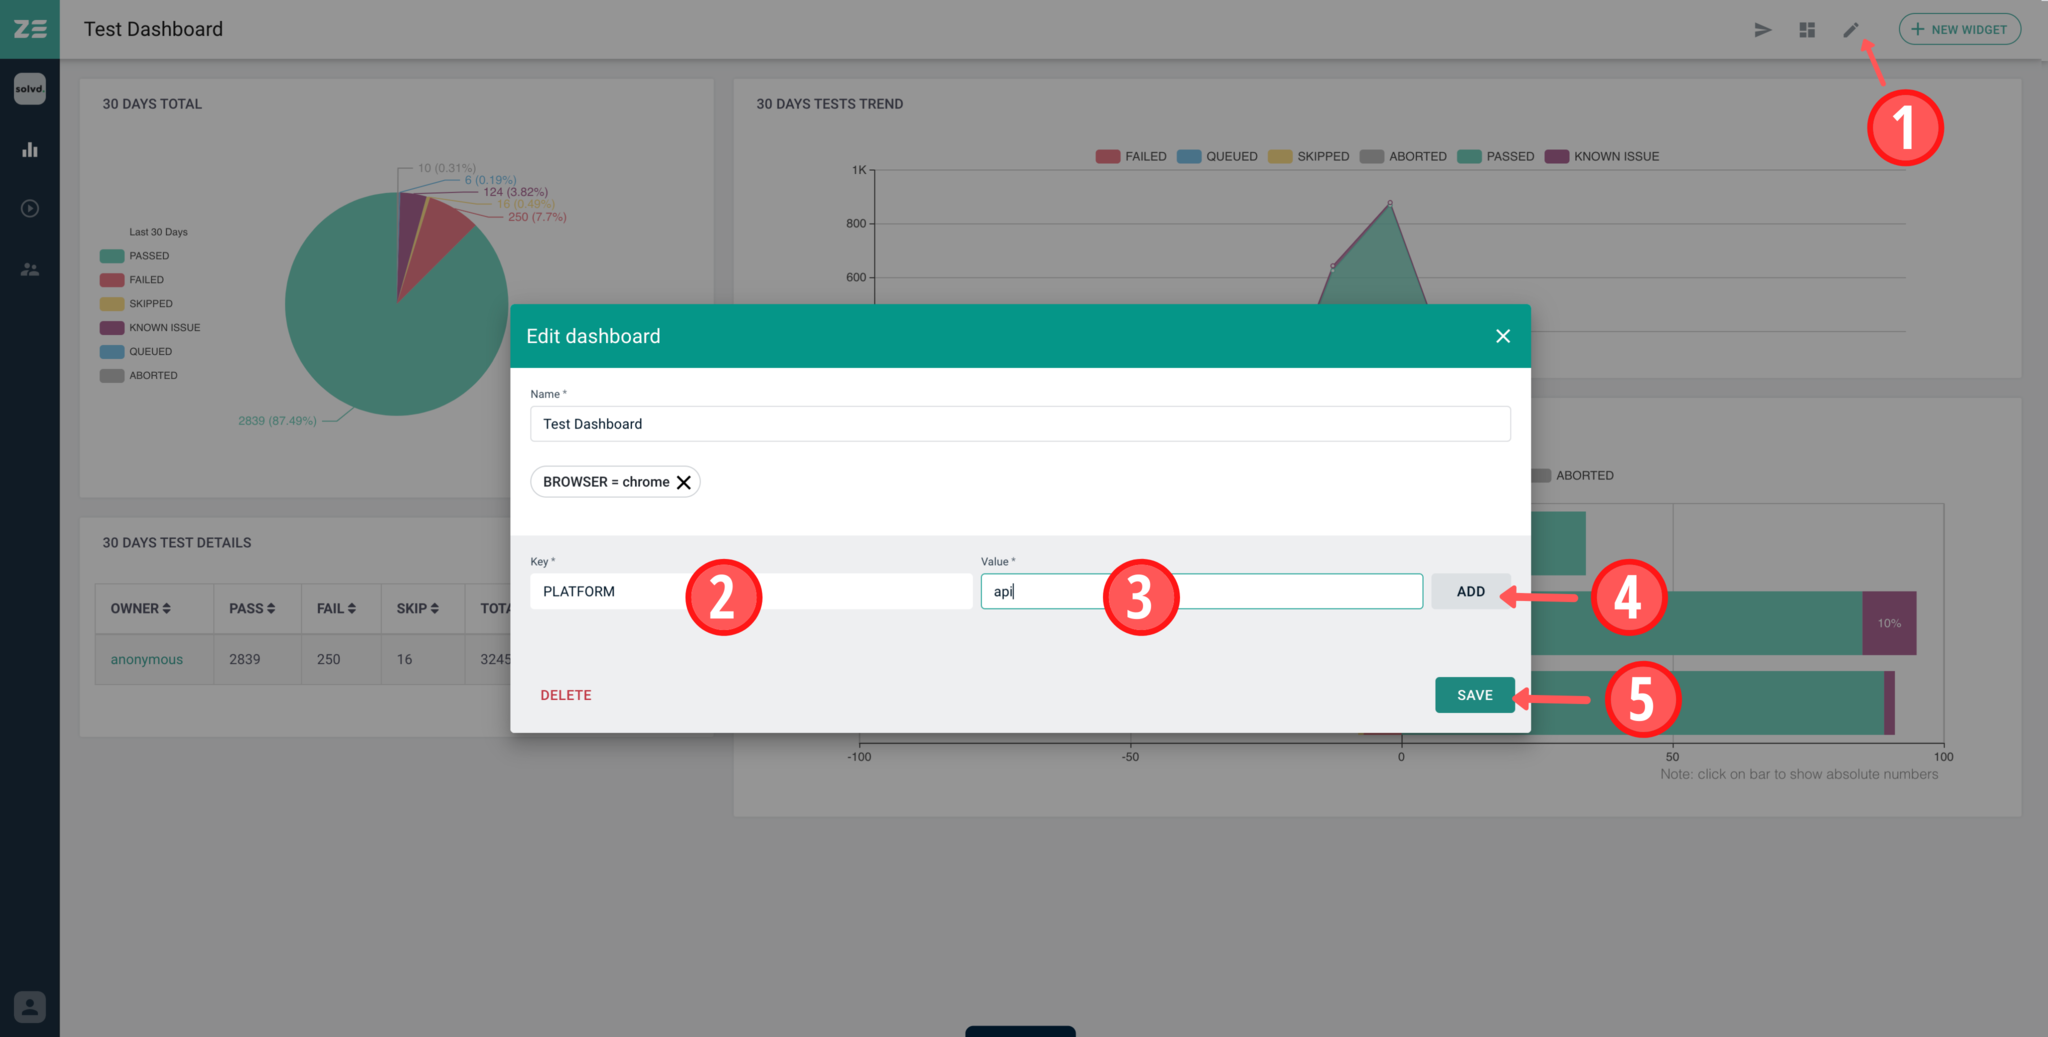 ZE
Test Dashboard
+ NEW WIDGET
solvd.
1
30 DAYS TOTAL
10 (0.31%)
6 (0.19%)
124 (3.82%)
16 (0.49%)
250 (7.7%)
Last 30 Days
PASSED
FAILED
SKIPPED
KNOWN ISSUE
QUEUED
ABORTED
2839 (87.49%)
30 DAYS TESTS TREND
FAILED QUEUED SKIPPED ABORTED PASSED KNOWN ISSUE
1K
800
600
Edit dashboard
Name *
Test Dashboard
BROWSER = chrome
Key *
PLATFORM
2
Value *
api
3
ADD
4
DELETE
SAVE
5
30 DAYS TEST DETAILS
OWNER PASS FAIL SKIP TOTA
anonymous 2839 250 16 3245
ABORTED
10%
-100 -50 0 50 100
Note: click on bar to show absolute numbers